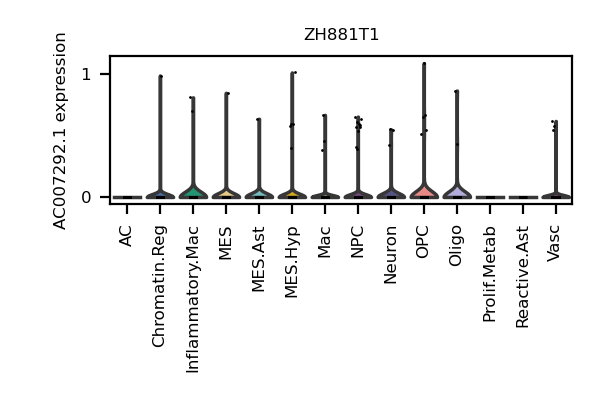 ZH881T1
AC007292.1 expression
1
0
AC
Chromatin.Reg
Inflammatory.Mac
MES
MES.Ast
MES.Hyp
Mac
NPC
Neuron
OPC
Oligo
Prolif.Metab
Reactive.Ast
Vasc